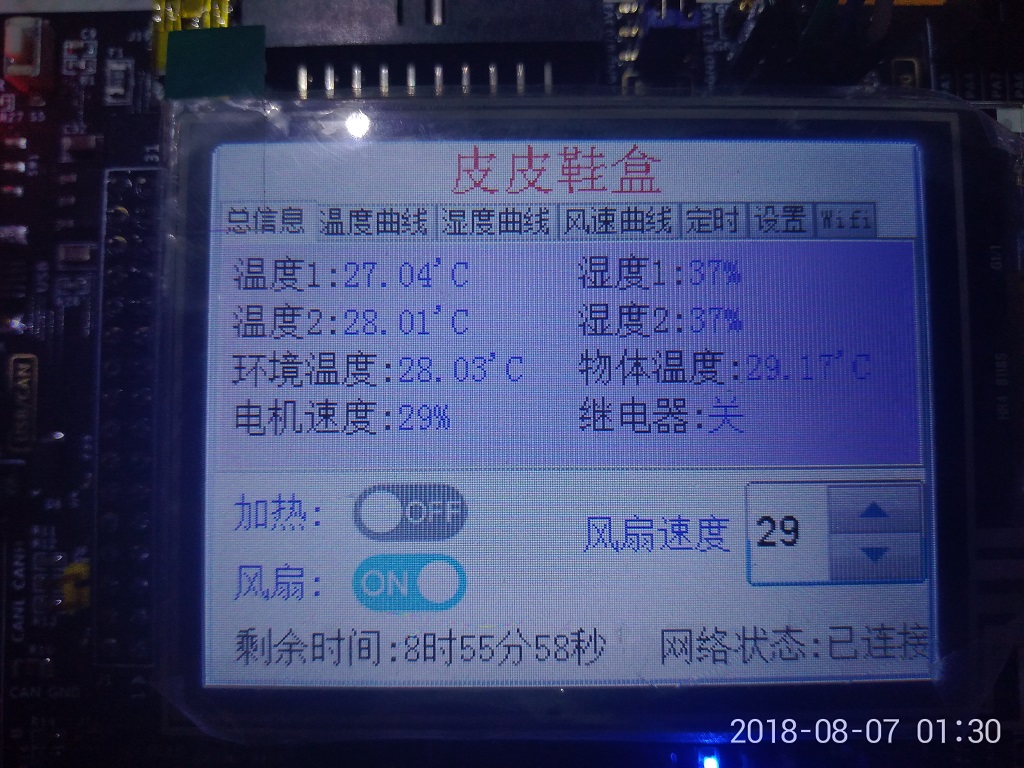 皮皮鞋盒
总信息 温度曲线 湿度曲线 风速曲线 定时 设置 Wifi
温度1:27.04'C 湿度1:37%
温度2:28.01'C 湿度2:37%
环境温度:28.03'C 物体温度:29.17'C
电机速度:29% 继电器:关
加热: OFF
风扇速度 29
风扇: ON
剩余时间:8时55分58秒 网络状态:已连接
CAN GND
2018-08-07 01:30